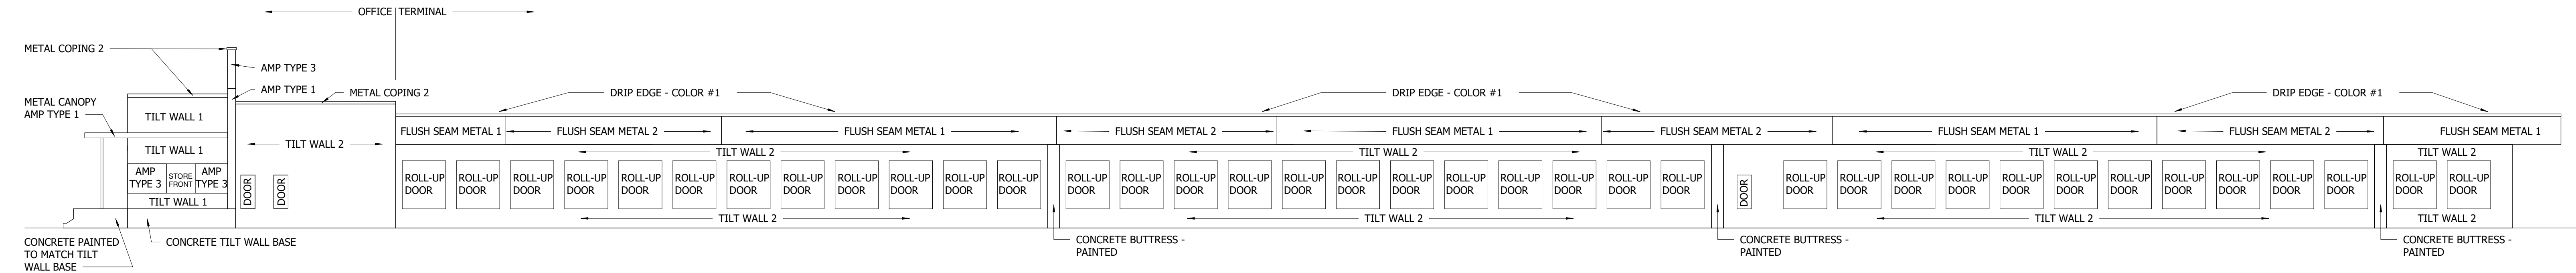 OFFICE
TERMINAL
METAL COPING 2
AMP TYPE 3
AMP TYPE 1
METAL COPING 2
DRIP EDGE - COLOR #1
DRIP EDGE - COLOR #1
DRIP EDGE - COLOR #1
METAL CANOPY
AMP TYPE 1
TILT WALL 1
TILT WALL 1
AMP
TYPE 3
STORE
FRONT
AMP
TYPE 3
TILT WALL 1
TILT WALL 2
DOOR
DOOR
FLUSH SEAM METAL 1
FLUSH SEAM METAL 2
FLUSH SEAM METAL 1
FLUSH SEAM METAL 2
FLUSH SEAM METAL 1
FLUSH SEAM METAL 2
FLUSH SEAM METAL 1
FLUSH SEAM METAL 2
FLUSH SEAM METAL 1
TILT WALL 2
TILT WALL 2
TILT WALL 2
TILT WALL 2
ROLL-UP
DOOR
ROLL-UP
DOOR
ROLL-UP
DOOR
ROLL-UP
DOOR
ROLL-UP
DOOR
ROLL-UP
DOOR
ROLL-UP
DOOR
ROLL-UP
DOOR
ROLL-UP
DOOR
ROLL-UP
DOOR
ROLL-UP
DOOR
ROLL-UP
DOOR
ROLL-UP
DOOR
ROLL-UP
DOOR
ROLL-UP
DOOR
ROLL-UP
DOOR
ROLL-UP
DOOR
ROLL-UP
DOOR
ROLL-UP
DOOR
ROLL-UP
DOOR
ROLL-UP
DOOR
ROLL-UP
DOOR
ROLL-UP
DOOR
ROLL-UP
DOOR
DOOR
ROLL-UP
DOOR
ROLL-UP
DOOR
ROLL-UP
DOOR
ROLL-UP
DOOR
ROLL-UP
DOOR
ROLL-UP
DOOR
ROLL-UP
DOOR
ROLL-UP
DOOR
ROLL-UP
DOOR
ROLL-UP
DOOR
ROLL-UP
DOOR
ROLL-UP
DOOR
ROLL-UP
DOOR
TILT WALL 2
TILT WALL 2
TILT WALL 2
TILT WALL 2
CONCRETE PAINTED
TO MATCH TILT
WALL BASE
CONCRETE TILT WALL BASE
CONCRETE BUTTRESS -
PAINTED
CONCRETE BUTTRESS -
PAINTED
CONCRETE BUTTRESS -
PAINTED